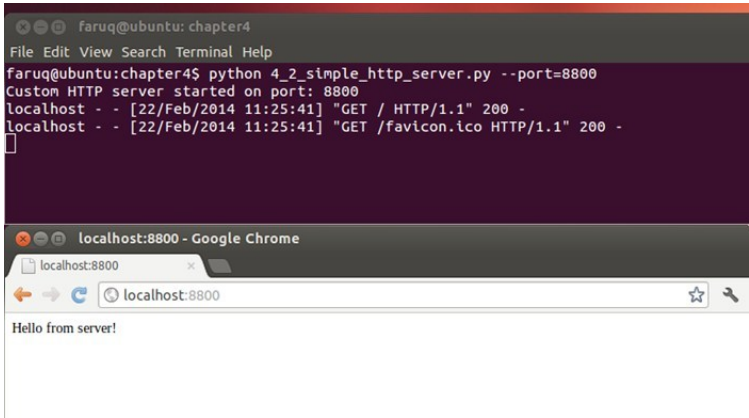 faruq@ubuntu: chapter4
File Edit View Search Terminal Help
faruq@ubuntu:chapter4$ python 4_2_simple_http_server.py --port=8800
Custom HTTP server started on port: 8800
localhost - - [22/Feb/2014 11:25:41] "GET / HTTP/1.1" 200 -
localhost - - [22/Feb/2014 11:25:41] "GET /favicon.ico HTTP/1.1" 200 -
localhost:8800 - Google Chrome
localhost:8800
localhost:8800
Hello from server!